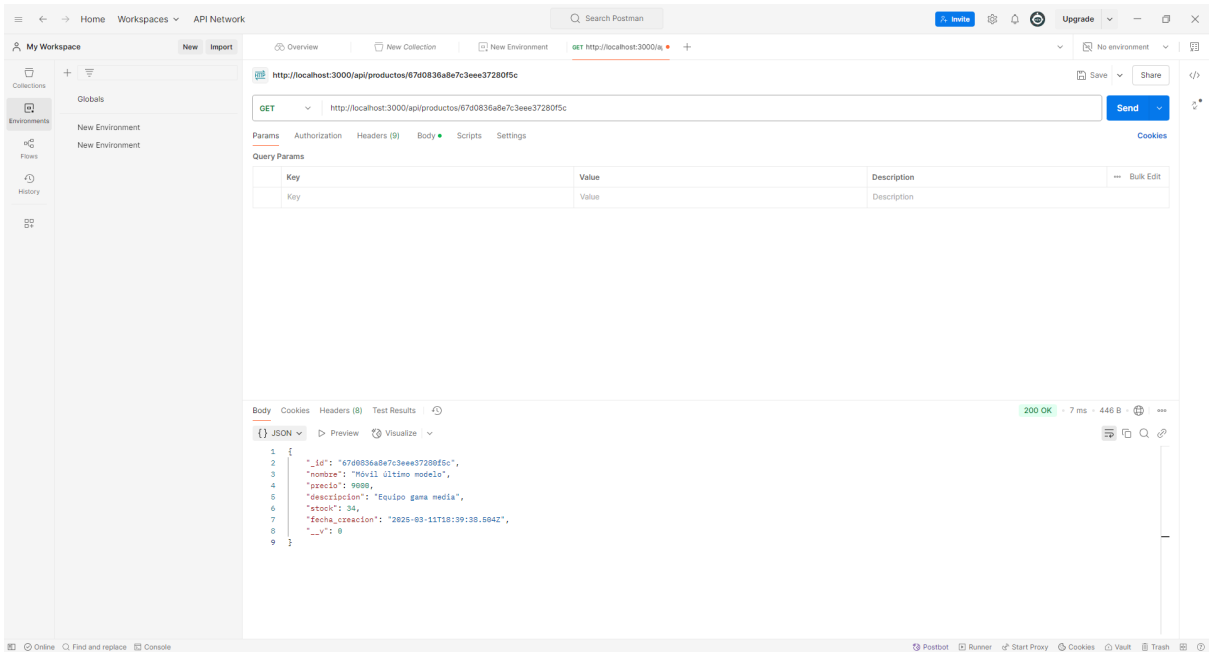 Home Workspaces API Network Search Postman Invite Upgrade
My Workspace New Import Overview New Collection New Environment GET http://localhost:3000/a No environment
Collections
Globals
http://localhost:3000/api/productos/67d0836a8e7c3eee37280f5c Save Share
Environments
New Environment
New Environment
GET http://localhost:3000/api/productos/67d0836a8e7c3eee37280f5c Send
Flows
History
Params Authorization Headers (9) Body Scripts Settings Cookies
Query Params
Key Value Description Bulk Edit
Key Value Description
Body Cookies Headers (8) Test Results 200 OK 7 ms 446 B
{} JSON Preview Visualize
1 {
2 "_id": "67d0836a8e7c3eee37280f5c",
3 "nombre": "Móvil último modelo",
4 "precio": 9000,
5 "descripcion": "Equipo gama media",
6 "stock": 34,
7 "fecha_creacion": "2025-03-11T18:39:38.504Z",
8 "__v": 0
9 }
Online Find and replace Console Postbot Runner Start Proxy Cookies Vault Trash